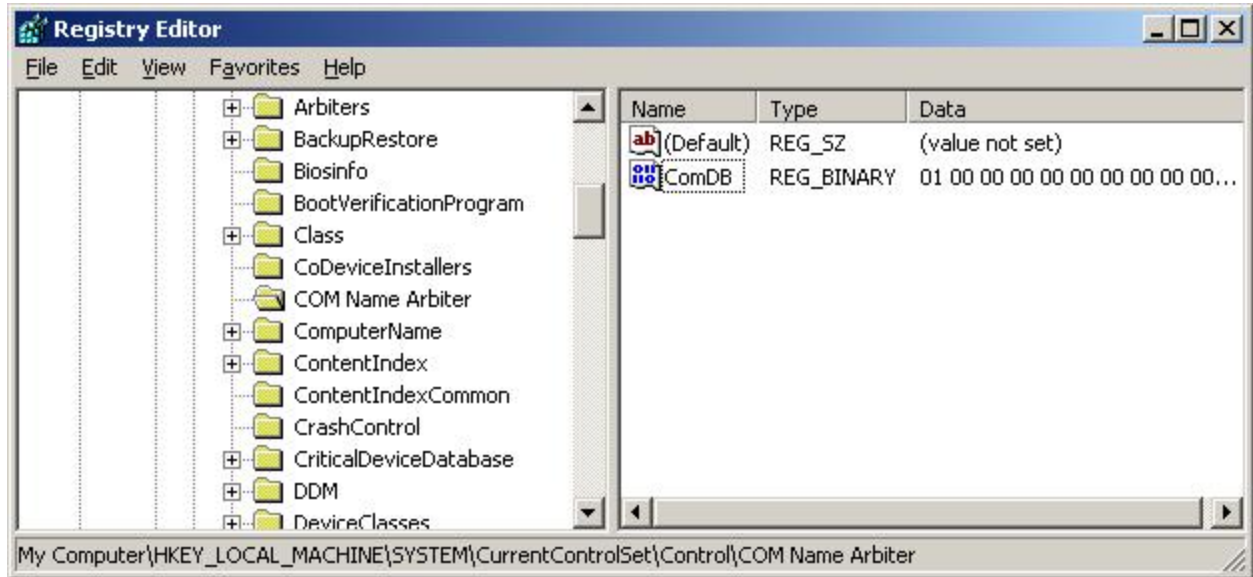 Registry Editor
File Edit View Favorites Help
Arbiters
BackupRestore
Biosinfo
BootVerificationProgram
Class
CoDeviceInstallers
COM Name Arbiter
ComputerName
ContentIndex
ContentIndexCommon
CrashControl
CriticalDeviceDatabase
DDM
DeviceClasses
Name Type Data
(Default) REG_SZ (value not set)
ComDB REG_BINARY 01 00 00 00 00 00 00 00 00 00...
My Computer\HKEY_LOCAL_MACHINE\SYSTEM\CurrentControlSet\Control\COM Name Arbiter